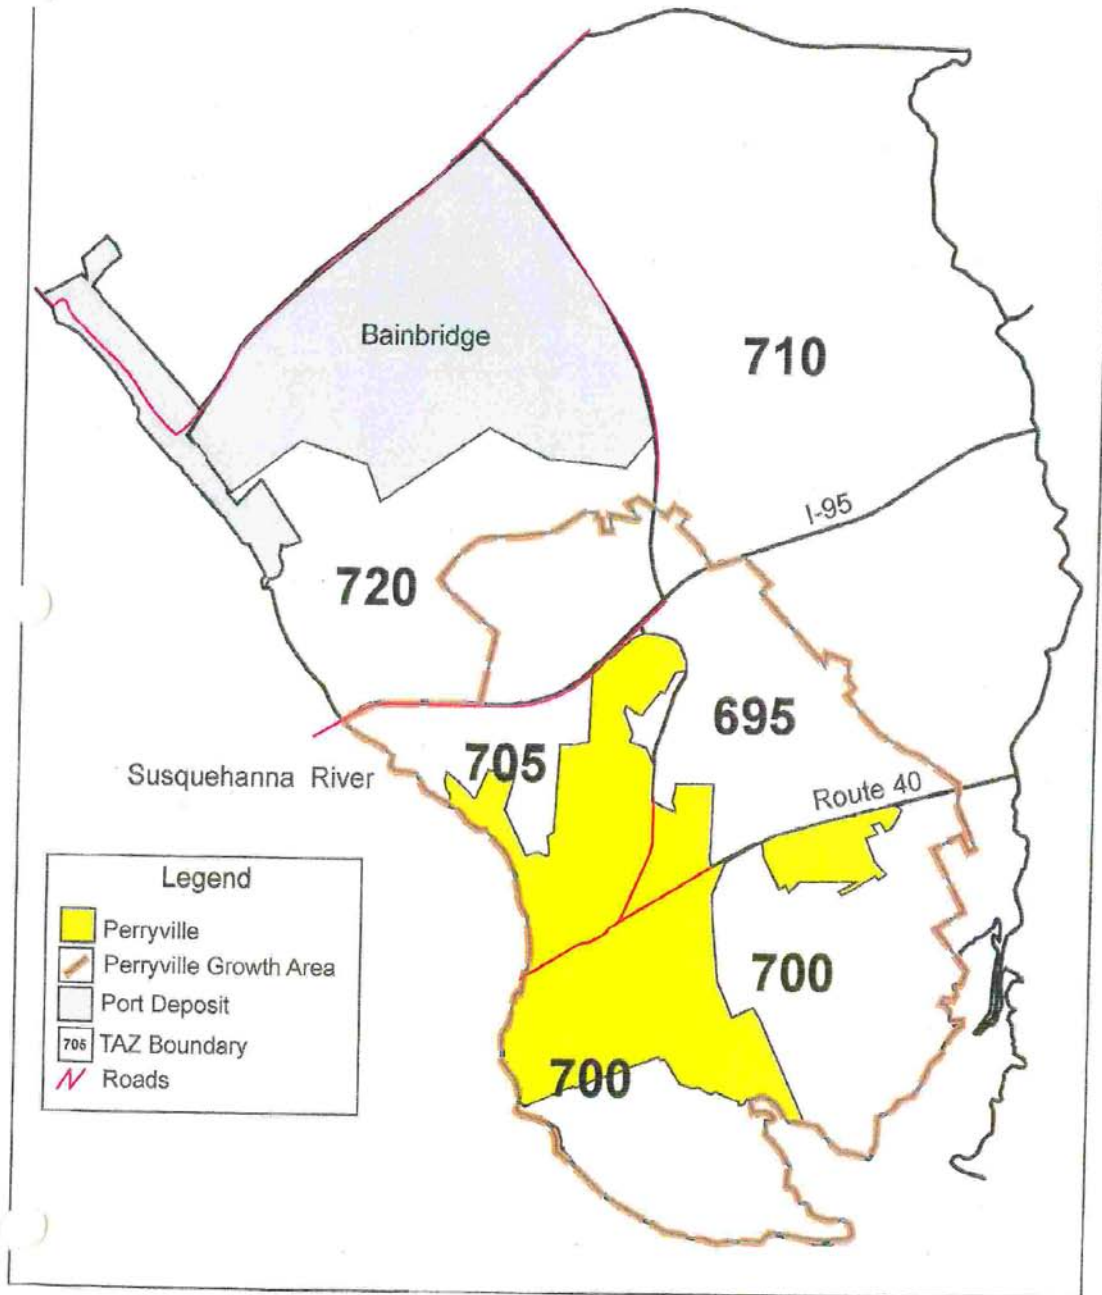 Bainbridge
710
I-95
720
695
705
Susquehanna River
Route 40
Legend
Perryville
Perryville Growth Area
Port Deposit
705 TAZ Boundary
Roads
700
700